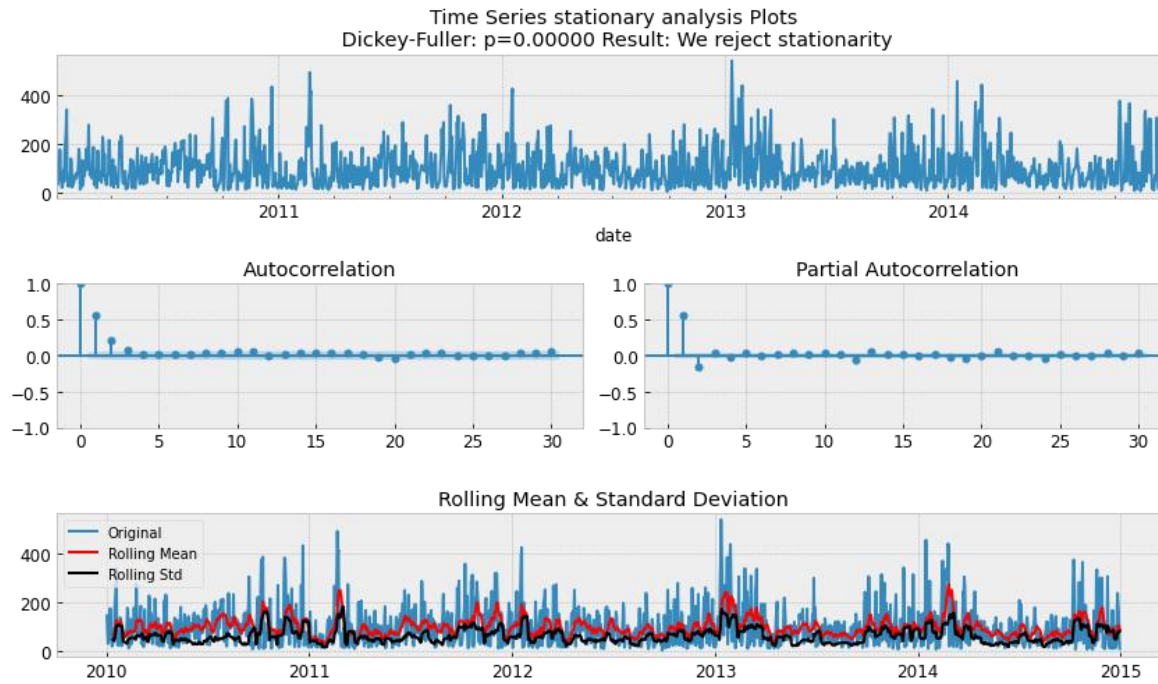 Time Series stationary analysis Plots
Dickey-Fuller: p=0.00000 Result: We reject stationarity
400
200
0
2011 2012 2013 2014
date
Autocorrelation
1.0
0.5
0.0
−0.5
−1.0
0 5 10 15 20 25 30
Partial Autocorrelation
1.0
0.5
0.0
−0.5
−1.0
0 5 10 15 20 25 30
Rolling Mean & Standard Deviation
Original
Rolling Mean
Rolling Std
400
200
0
2010 2011 2012 2013 2014 2015